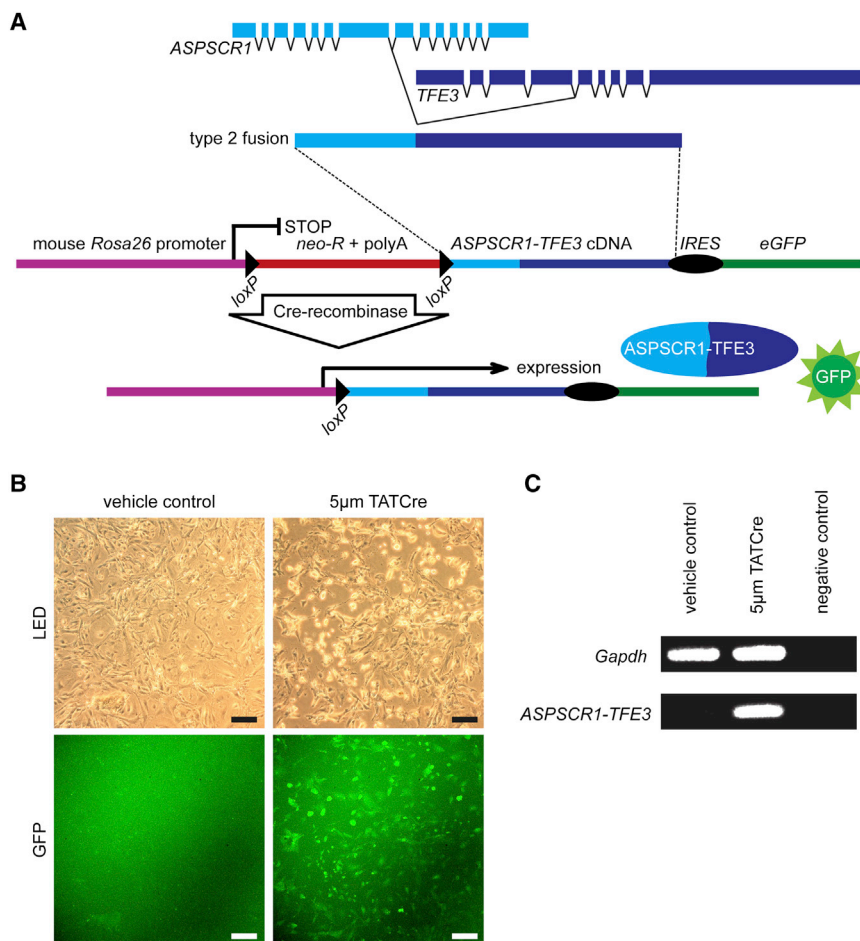 A
ASPSCR1
TFE3
type 2 fusion
STOP
mouse Rosa26 promoter
neo-R + polyA
ASPSCR1-TFE3 cDNA
IRES
eGFP
loxP
loxP
Cre-recombinase
ASPSCR1-TFE3
expression
GFP
loxP
B
vehicle control
5µm TATCre
LED
GFP
C
vehicle control
5µm TATCre
negative control
Gapdh
ASPSCR1-TFE3